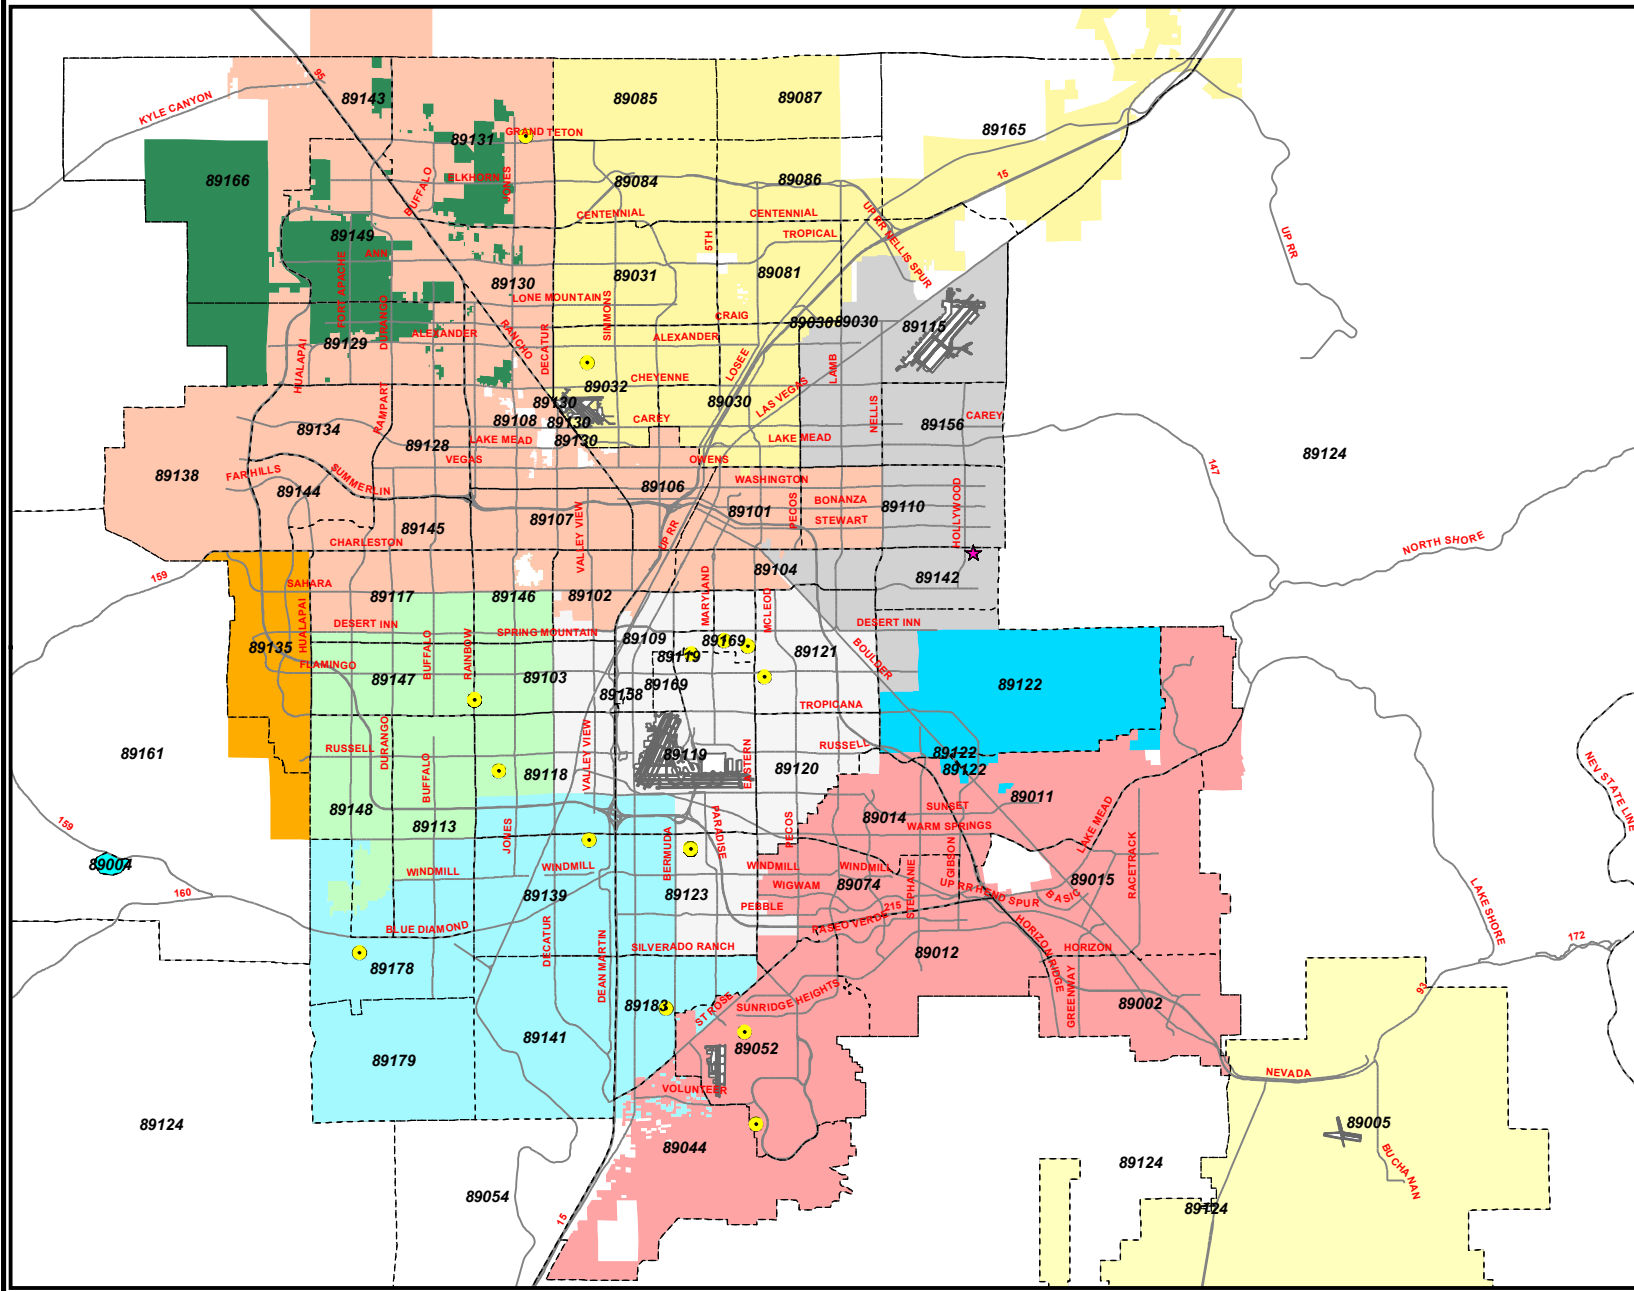 95
KYLE CANYON
89143
89085
89087
89131
GRAND TETON
89165
89166
BUFFALO
ELKHORN
JONES
89084
89086
15
CENTENNIAL
CENTENNIAL
UP RR NELLIS SPUR
UP RR
89149
ANN
5TH
TROPICAL
FORT APACHE
89130
89031
89081
LONE MOUNTAIN
SIMMONS
DURANGO
CRAIG
89030
89030
89115
ALEXANDER
RANCHO
DECATUR
ALEXANDER
89129
HUALAPAI
LOSEE
LAMB
CHEYENNE
89032
RAMPART
89130
89030
LAS VEGAS
NELLIS
89134
89108
89130
CAREY
89156
CAREY
89128
LAKE MEAD
89130
LAKE MEAD
89124
VEGAS
OWENS
147
89138
FAR HILLS
SUMMERLIN
89144
89106
WASHINGTON
PECOS
BONANZA
89110
HOLLYWOOD
89145
89107
VALLEY VIEW
89101
STEWART
CHARLESTON
UP RR
NORTH SHORE
159
SAHARA
89104
89142
HUALAPAI
89117
89146
89102
MARYLAND
MCLEOD
DESERT INN
SPRING MOUNTAIN
DESERT INN
89135
BUFFALO
RAINBOW
89109
89169
89121
BOULDER
FLAMINGO
89119
89147
89103
89158
89169
89122
TROPICANA
89161
RUSSELL
DURANGO
BUFFALO
89118
VALLEY VIEW
89119
EASTERN
RUSSELL
89120
89122
89122
NEV STATE LINE
89148
89113
JONES
BERMUDA
PARADISE
PECOS
89014
SUNSET
89011
WARM SPRINGS
GIBSON
LAKE MEAD
RACETRACK
159
89004
WINDMILL
WINDMILL
WINDMILL
WINDMILL
160
89139
89123
WIGWAM
89074
STEPHANIE
UP RR HEND SPUR
BASIC
89015
PEBBLE
215
LAKE SHORE
BLUE DIAMOND
DECATUR
DEAN MARTIN
SILVERADO RANCH
PASEO VERDE
HORIZON RIDGE
HORIZON
172
89178
89012
89183
ST ROSE
SUNRIDGE HEIGHTS
GREENWAY
89002
93
89141
89052
89179
VOLUNTEER
NEVADA
89124
89044
89005
89124
BUCHANAN
89054
89124
15